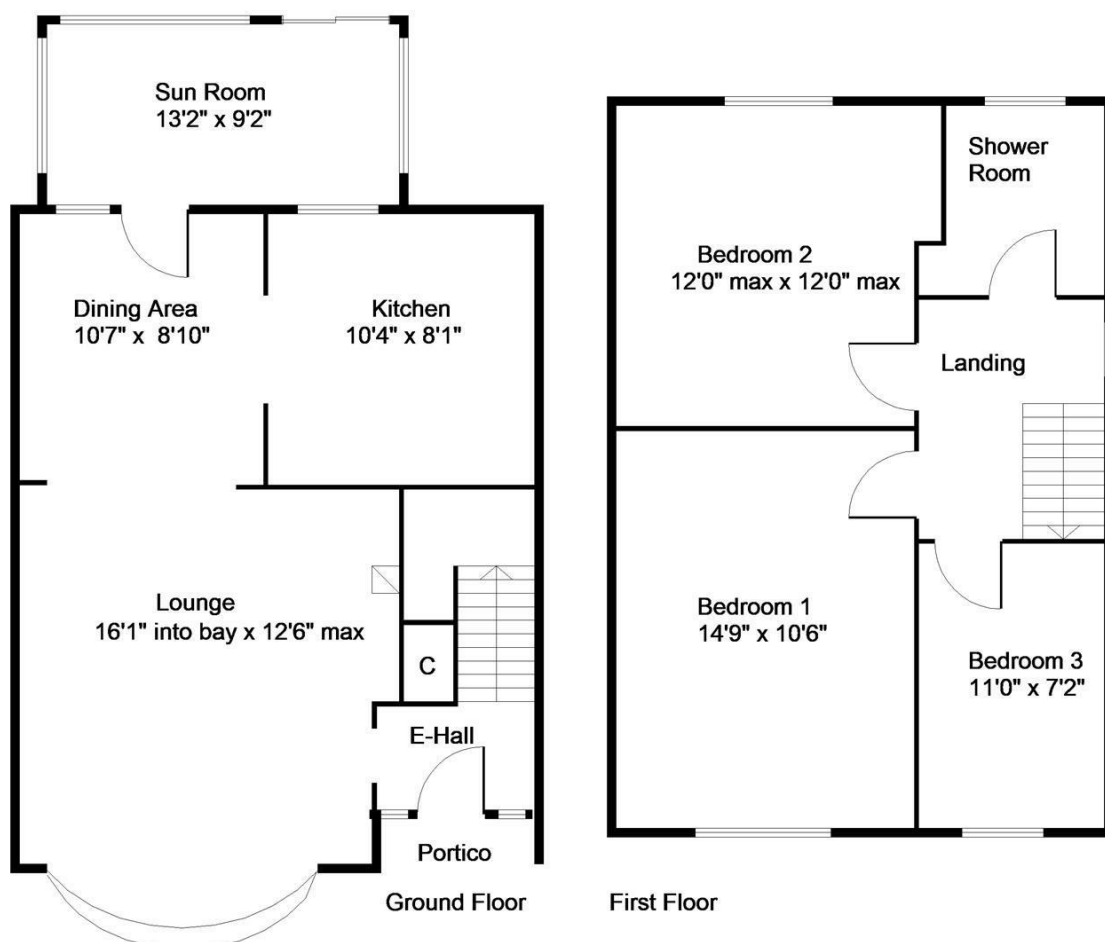 Sun Room
13'2" x 9'2"
Dining Area
10'7" x 8'10"
Kitchen
10'4" x 8'1"
Lounge
16'1" into bay x 12'6" max
C
E-Hall
Portico
Ground Floor
Shower
Room
Bedroom 2
12'0" max x 12'0" max
Landing
Bedroom 1
14'9" x 10'6"
Bedroom 3
11'0" x 7'2"
First Floor